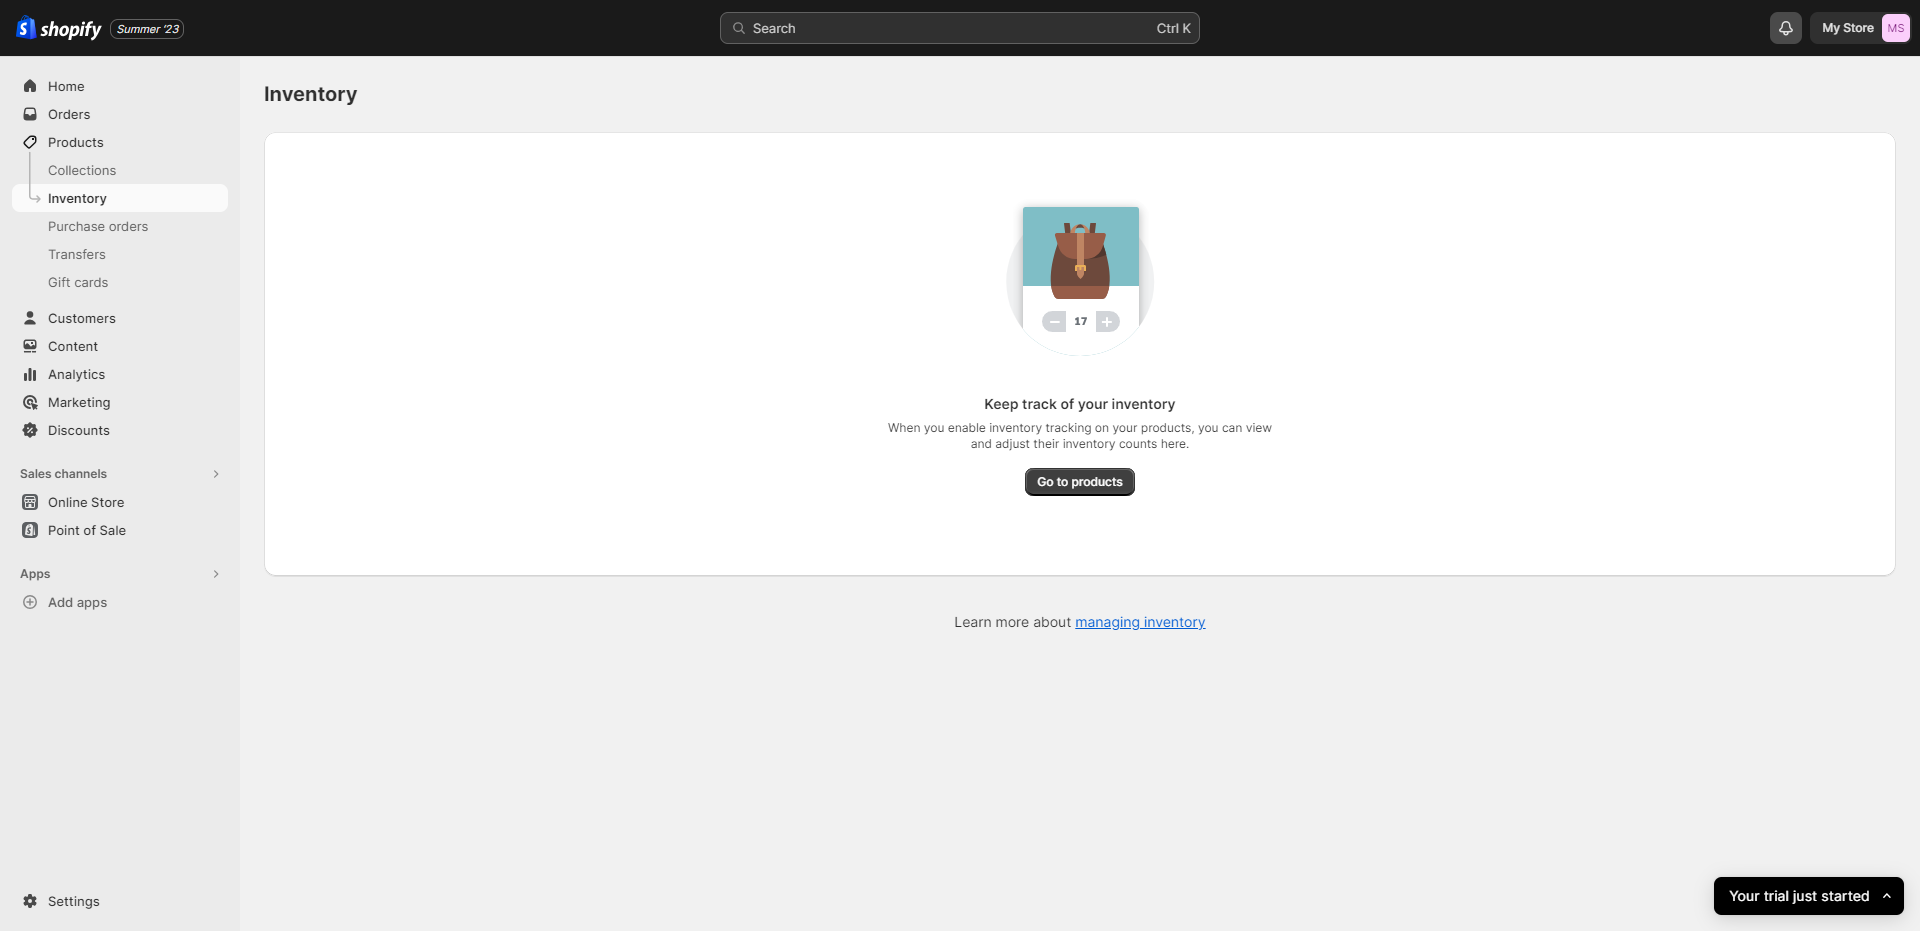 shopify Summer '23
Search Ctrl K
My Store MS
Home
Orders
Products
Collections
Inventory
Purchase orders
Transfers
Gift cards
Customers
Content
Analytics
Marketing
Discounts
Sales channels
Online Store
Point of Sale
Apps
Add apps
Settings
Inventory
17
Keep track of your inventory
When you enable inventory tracking on your products, you can view
and adjust their inventory counts here.
Go to products
Learn more about managing inventory
Your trial just started